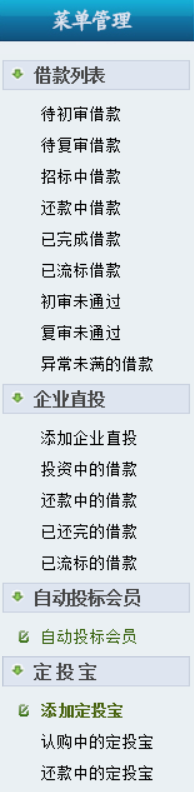 菜单管理
借款列表
待初审借款
待复审借款
招标中借款
还款中借款
已完成借款
已流标借款
初审未通过
复审未通过
异常未满的借款
企业直投
添加企业直投
投资中的借款
还款中的借款
已还完的借款
已流标的借款
自动投标会员
自动投标会员
定投宝
添加定投宝
认购中的定投宝
还款中的定投宝